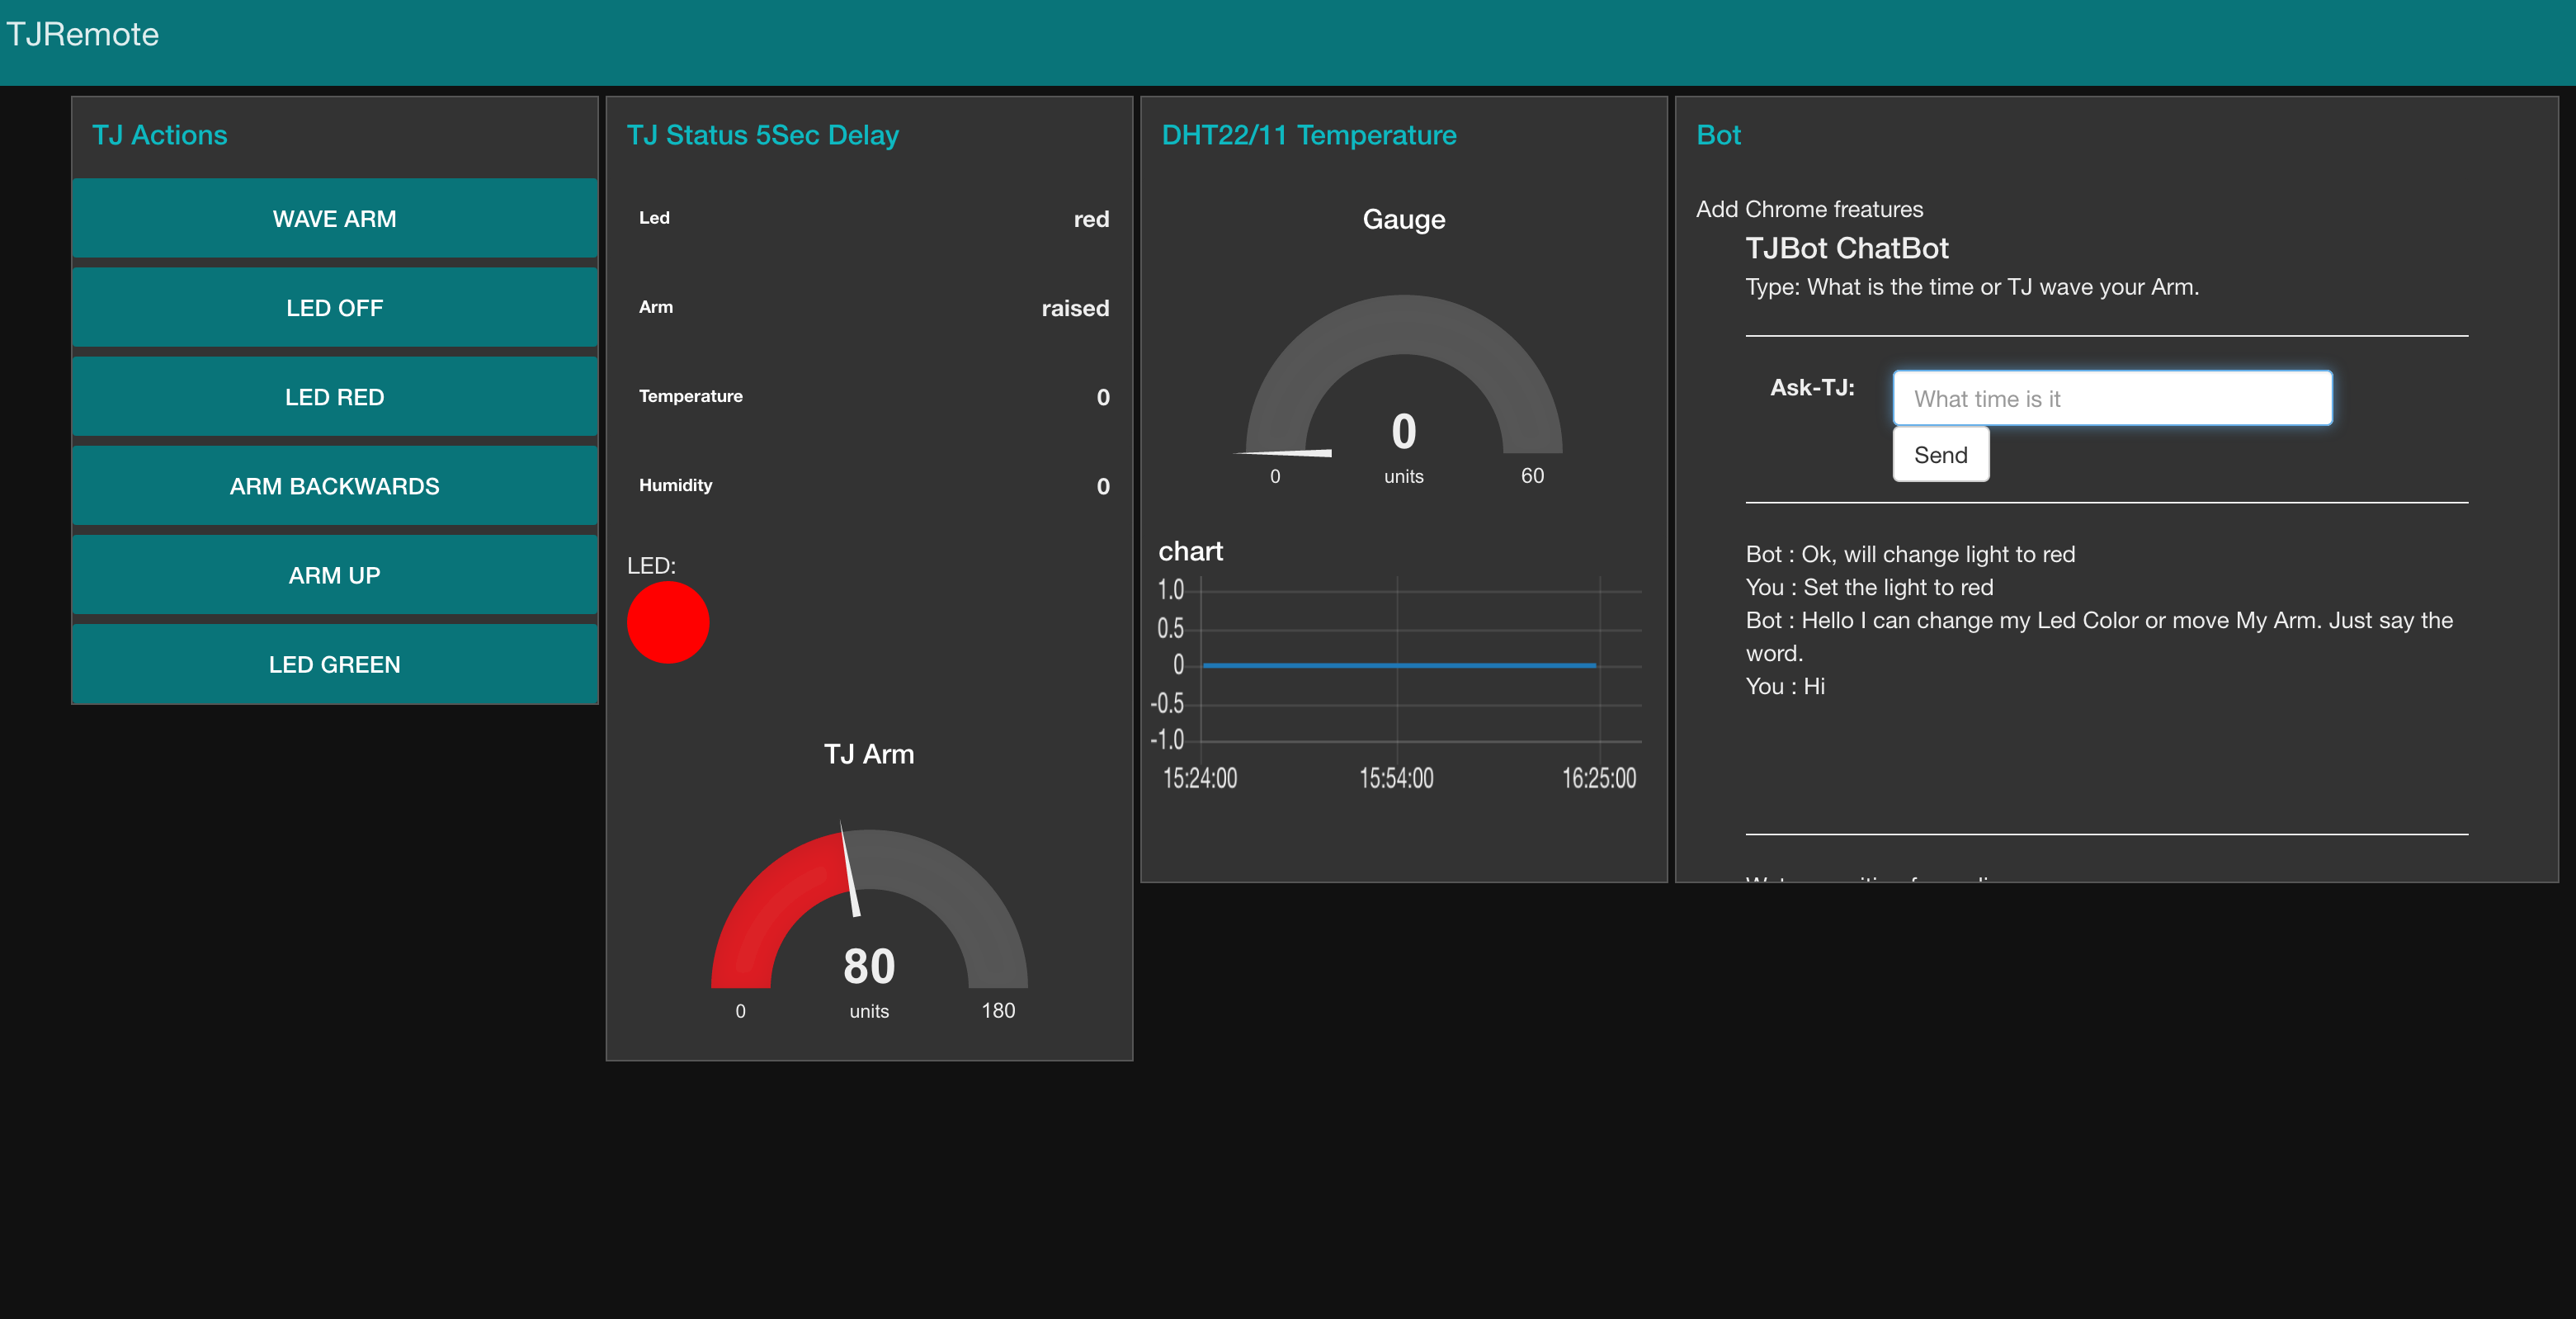 TJRemote
TJ Actions
WAVE ARM
LED OFF
LED RED
ARM BACKWARDS
ARM UP
LED GREEN
TJ Status 5Sec Delay
Led red
Arm raised
Temperature 0
Humidity 0
LED:
TJ Arm
80
0 units 180
DHT22/11 Temperature
Gauge
0
0 units 60
chart
1.0
0.5
0
-0.5
-1.0
15:24:00 15:54:00 16:25:00
Bot
Add Chrome freatures
TJBot ChatBot
Type: What is the time or TJ wave your Arm.
Ask-TJ: What time is it
Send
Bot : Ok, will change light to red
You : Set the light to red
Bot : Hello I can change my Led Color or move My Arm. Just say the
word.
You : Hi